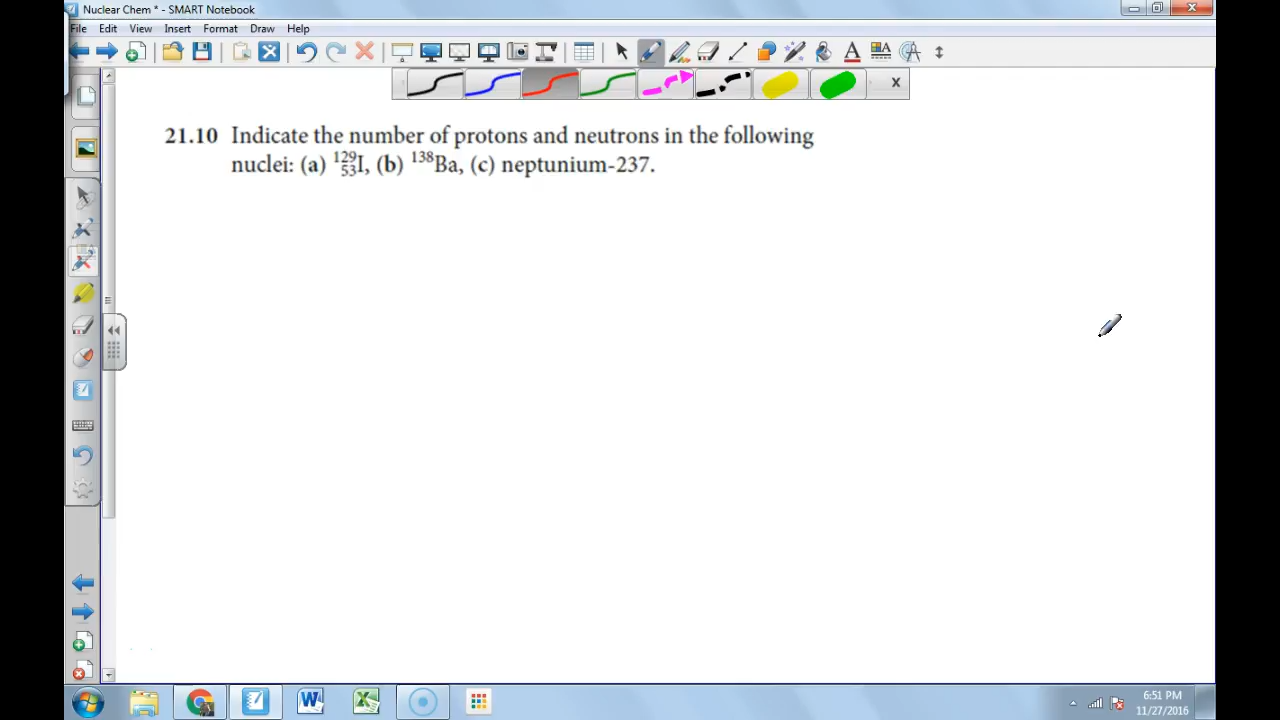 Nuclear Chem * - SMART Notebook
File Edit View Insert Format Draw Help
x
21.10 Indicate the number of protons and neutrons in the following
nuclei: (a) ¹²⁹₅₃I, (b) ¹³⁸Ba, (c) neptunium-237.
6:51 PM
11/27/2016